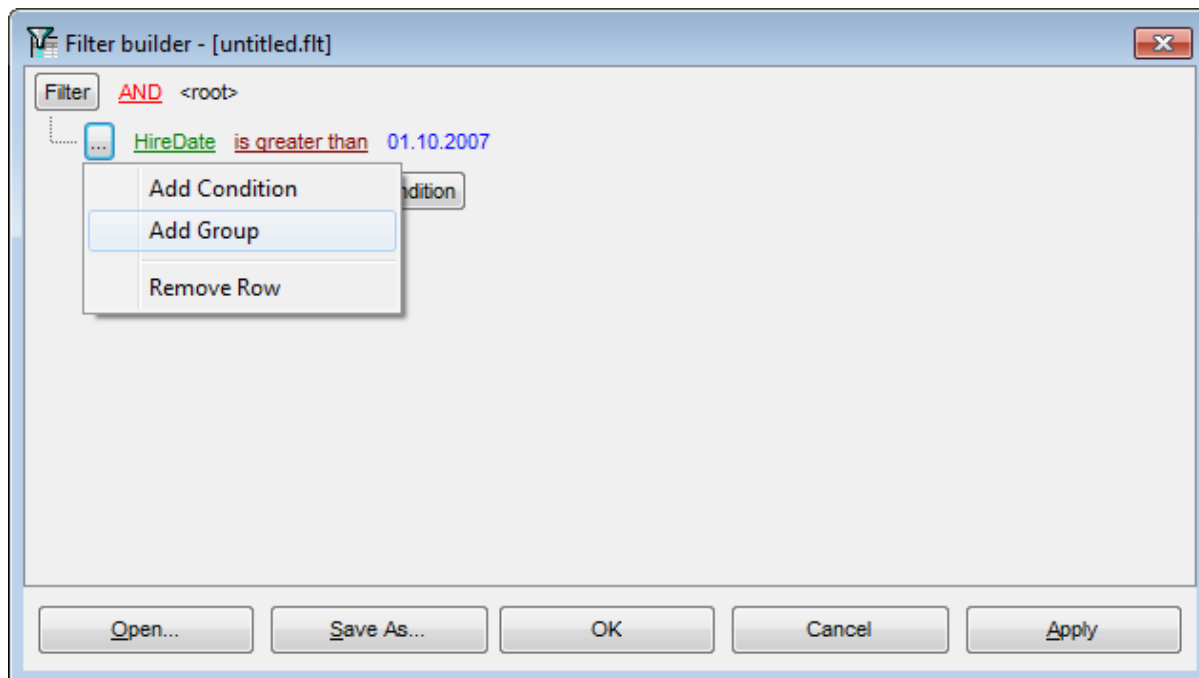 Filter builder - [untitled.flt]
Filter AND <root>
... HireDate is greater than 01.10.2007
Add Condition
Add Group
Remove Row
Open... Save As... OK Cancel Apply